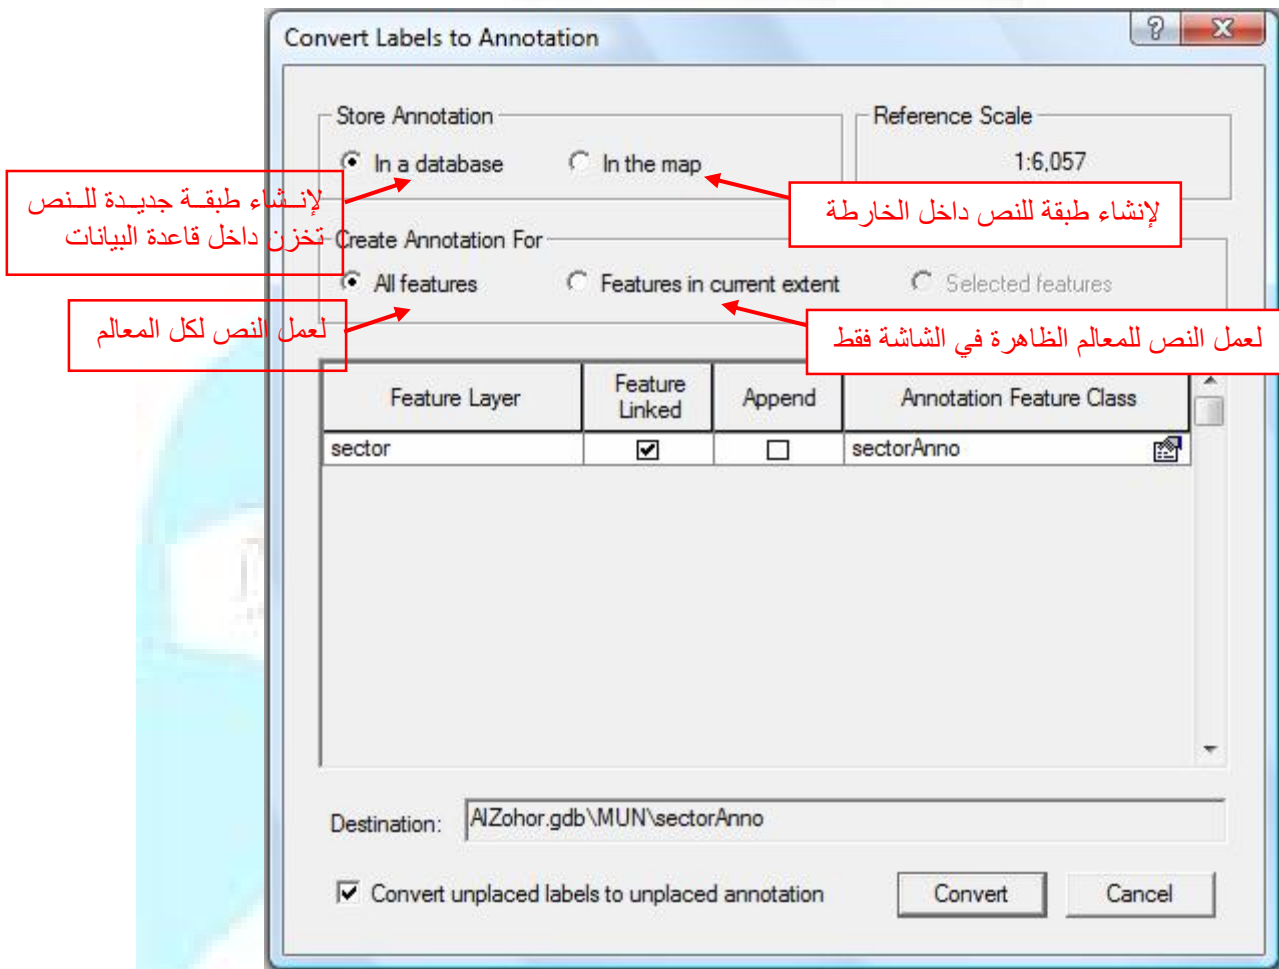 Convert Labels to Annotation
Store Annotation
Reference Scale
In a database
In the map
1:6,057
لإنشاء طبقة جديدة للنص
تخزن داخل قاعدة البيانات
لإنشاء طبقة للنص داخل الخارطة
Create Annotation For
All features
Features in current extent
Selected features
لعمل النص لكل المعالم
لعمل النص للمعالم الظاهرة في الشاشة فقط
Feature Layer
Feature Linked
Append
Annotation Feature Class
sector
sectorAnno
Destination:
AlZohor.gdb\MUN\sectorAnno
Convert unplaced labels to unplaced annotation
Convert
Cancel